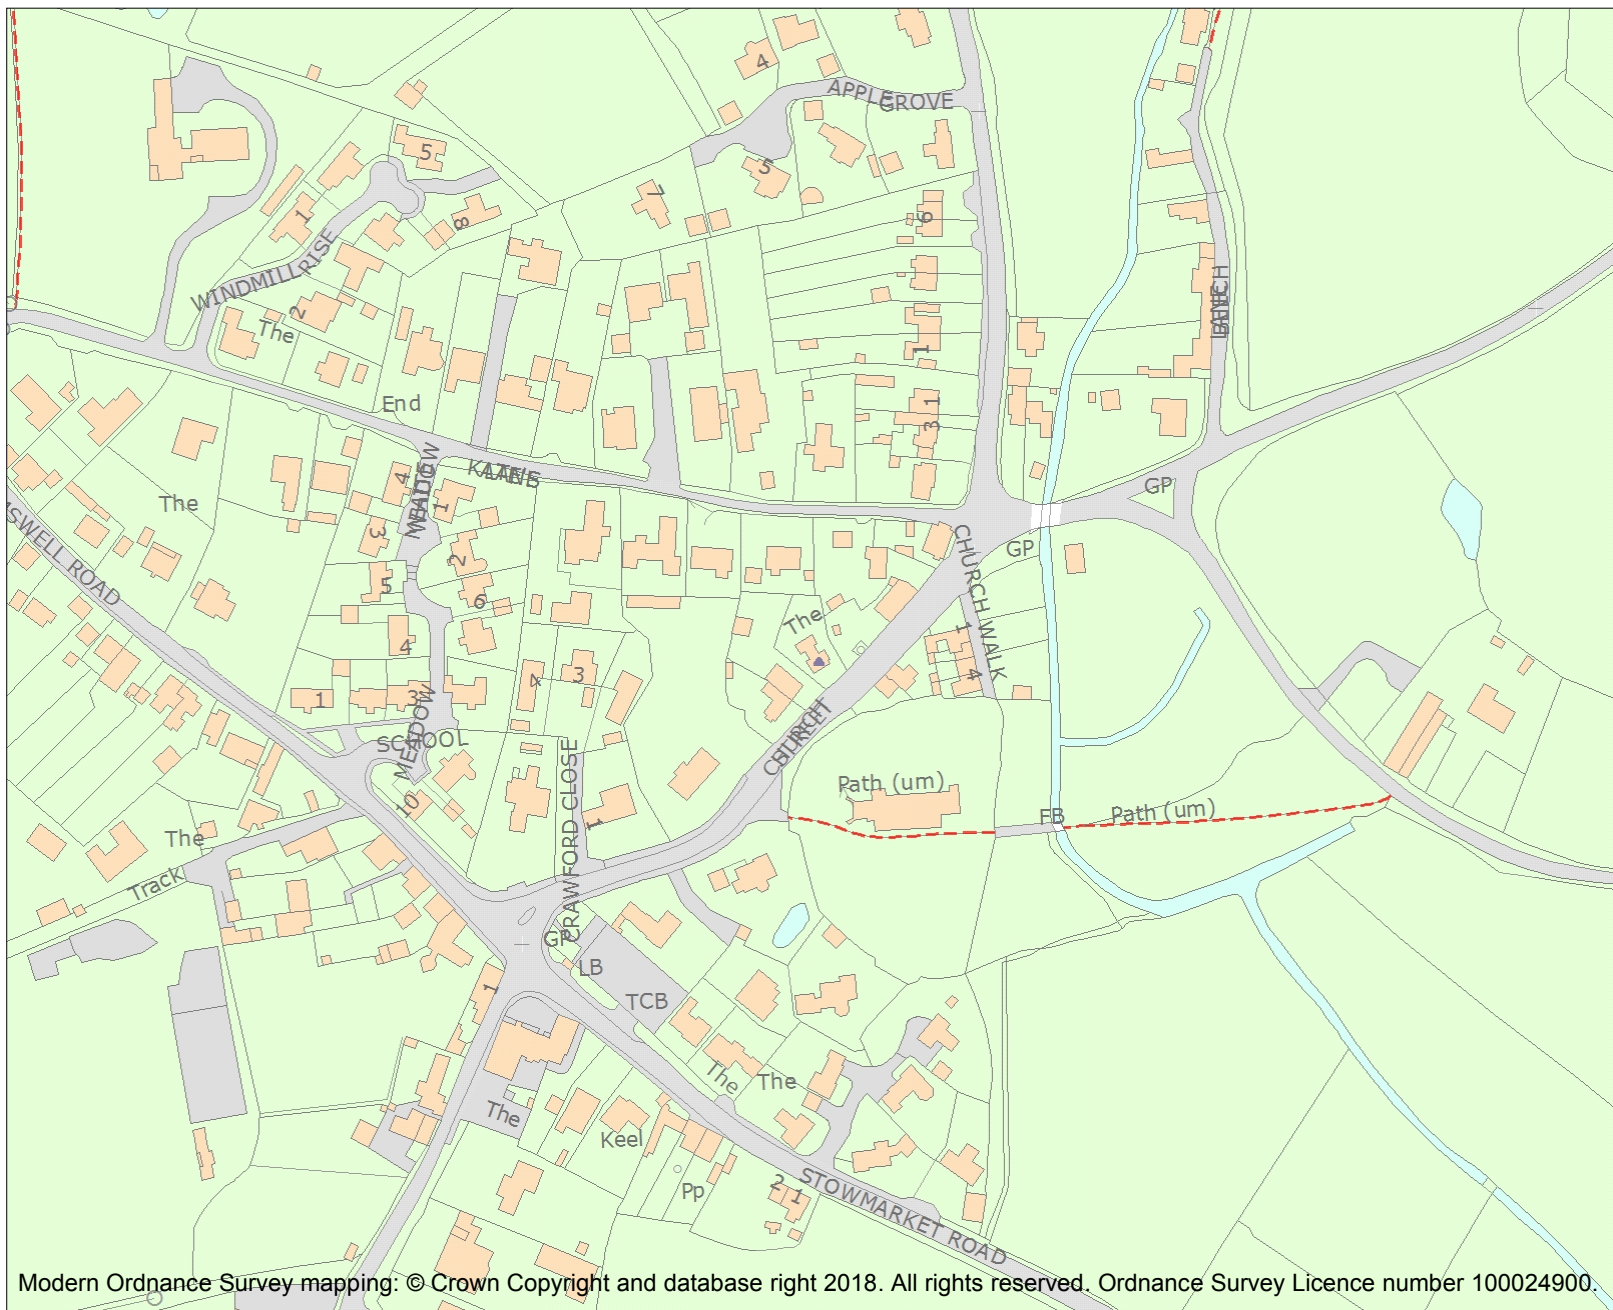 4
APPLEGROVE
5
5
7
1
8
6
WINDMILL RISE
2
The
1
End
1
3
KATE'S LANE
4
MEADOW
1
The
GP
3
2
GP
CHURCH WALK
5
6
ROAD
The
1
4
4
4
3
1
3
SCHOOL
MEADOW
CHURCH
Path (um)
10
CRAWFORD CLOSE
1
FB
Path (um)
The
Track
GP
LB
1
TCB
The
The
The
Keel
Pp
2 1
STOWMARKET ROAD
Modern Ordnance Survey mapping: © Crown Copyright and database right 2018. All rights reserved. Ordnance Survey Licence number 100024900.